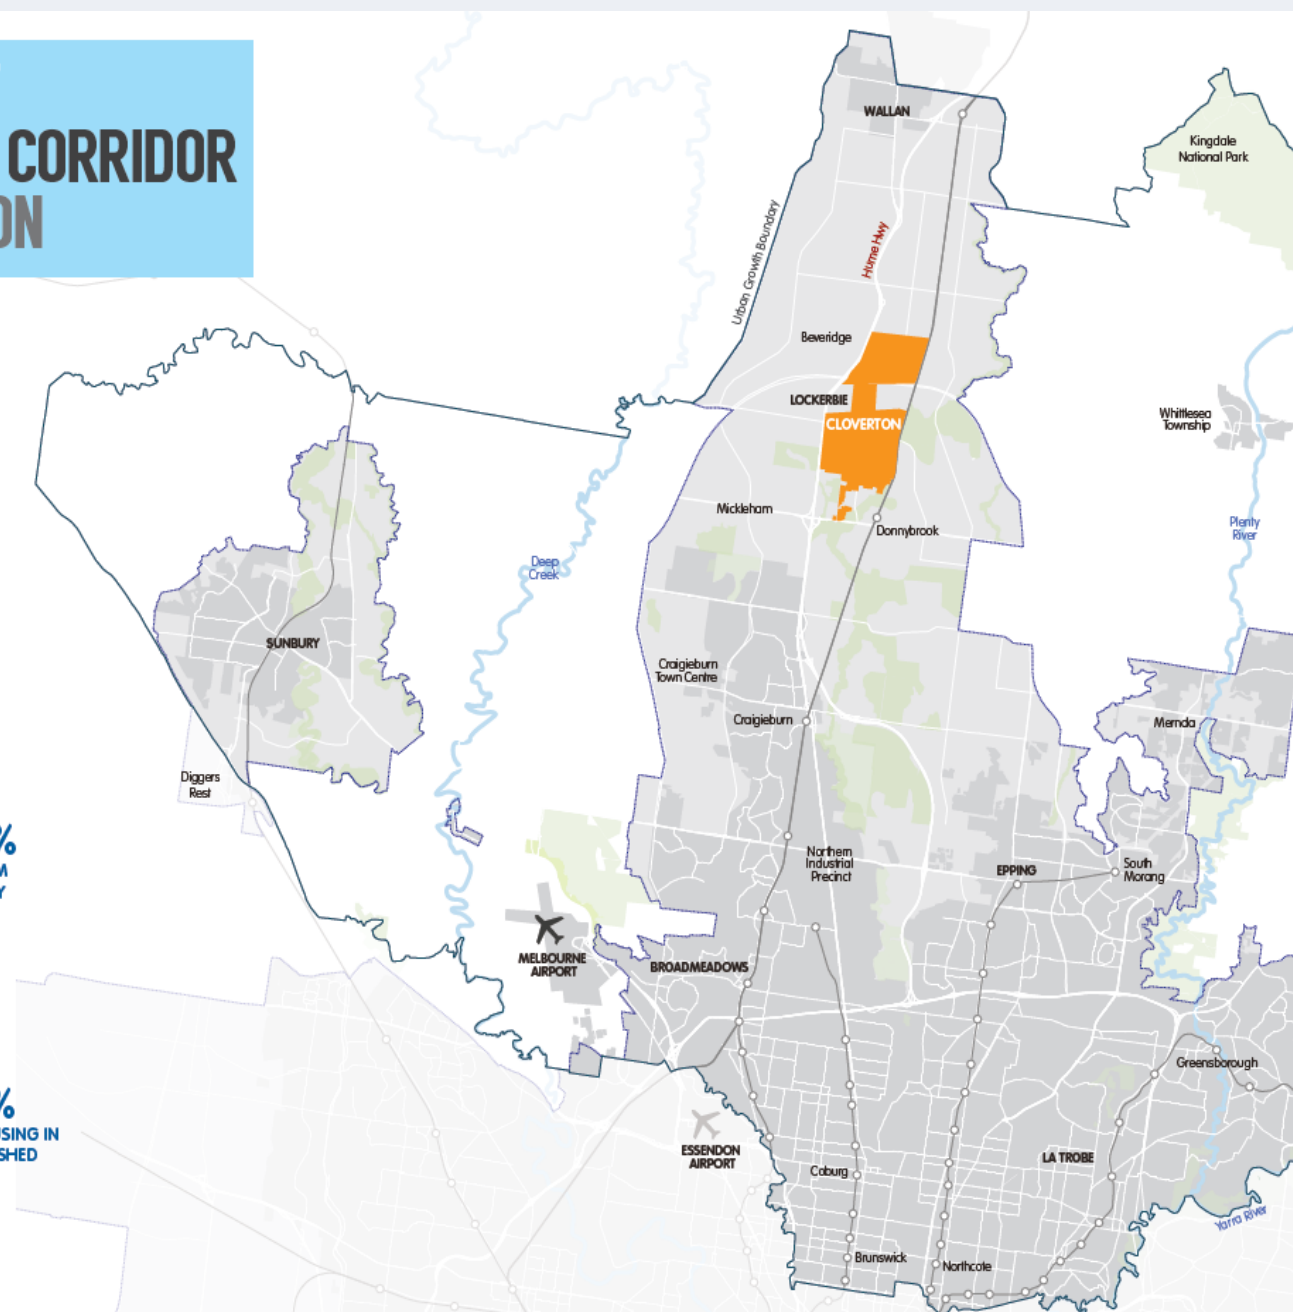 CORRIDOR
ON
WALLAN
Kingdale
National Park
Urban Growth Boundary
Hume Hwy
Beveridge
LOCKERBIE
CLOVERTON
Whittlesea
Township
Mickleham
Donnybrook
Plenty
River
Deep
Creek
SUNBURY
Craigieburn
Town Centre
Craigieburn
Mernda
Diggers
Rest
%
M
Y
Northern
Industrial
Precinct
EPPING
South
Morang
MELBOURNE
AIRPORT
BROADMEADOWS
Greensborough
%
USING IN
SHED
ESSENDON
AIRPORT
Coburg
LA TROBE
Yarra River
Brunswick
Northcote